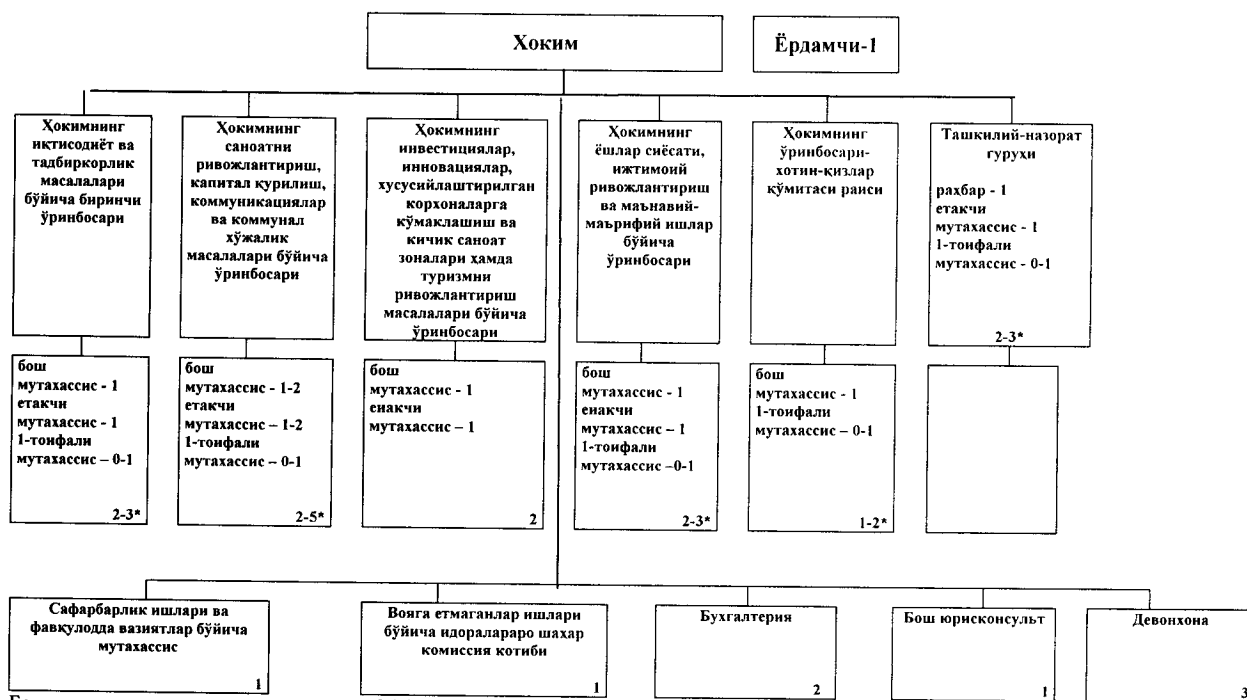 Хоким
Ёрдамчи-1
Ҳокимнинг
иқтисодиёт ва
тадбиркорлик
масалалари
бўйича биринчи
ўринбосари
Ҳокимнинг
саноатни
ривожлантириш,
капитал қурилиш,
коммуникациялар
ва коммунал
хўжалик
масалалари бўйича
ўринбосари
Ҳокимнинг
инвестициялар,
инновациялар,
хусусийлаштирилган
корхоналарга
кўмаклашиш ва
кичик саноат
зоналари ҳамда
туризмни
ривожлантириш
масалалари бўйича
ўринбосари
Ҳокимнинг
ёшлар сиёсати,
ижтимоий
ривожлантириш
ва маънавий-
маърифий ишлар
бўйича
ўринбосари
Ҳокимнинг
ўринбосари-
хотин-қизлар
қўмитаси раиси
Ташкилий-назорат
гуруҳи
раҳбар - 1
етакчи
мутахассис - 1
1-тоифали
мутахассис - 0-1
2-3*
бош
мутахассис - 1
етакчи
мутахассис - 1
1-тоифали
мутахассис – 0-1
2-3*
бош
мутахассис - 1-2
етакчи
мутахассис – 1-2
1-тоифали
мутахассис – 0-1
2-5*
бош
мутахассис - 1
еиакчи
мутахассис – 1
2
бош
мутахассис - 1
еиакчи
мутахассис – 1
1-тоифали
мутахассис –0-1
2-3*
бош
мутахассис - 1
1-тоифали
мутахассис – 0-1
1-2*
Сафарбарлик ишлари ва
фавқулодда вазиятлар бўйича
мутахассис
1
Вояга етмаганлар ишлари
бўйича идоралараро шаҳар
комиссия котиби
1
Бухгалтерия
2
Бош юрисконсульт
1
Девонхона
3